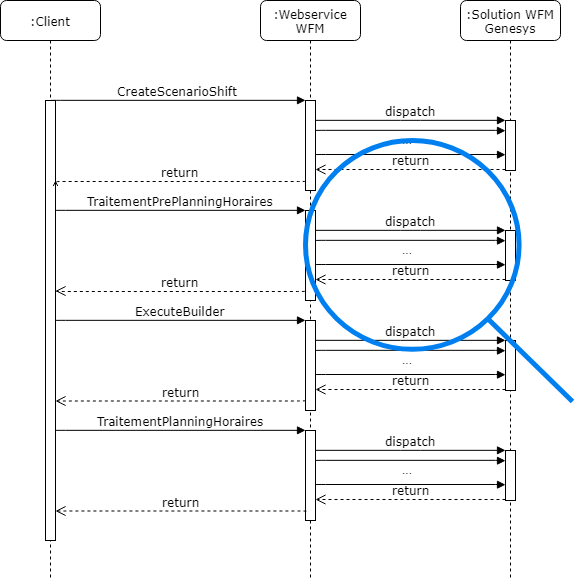 :Client
:Webservice
WFM
:Solution WFM
Genesys
CreateScenarioShift
dispatch
...
return
return
TraitementPrePlanningHoraires
dispatch
...
return
return
ExecuteBuilder
dispatch
...
return
return
TraitementPlanningHoraires
dispatch
...
return
return